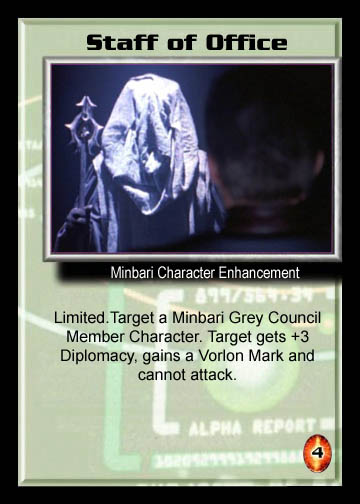 Staff of Office
Minbari Character Enhancement
Limited.Target a Minbari Grey Council
Member Character. Target gets +3
Diplomacy, gains a Vorlon Mark and
cannot attack.
ALPHA REPORT
4